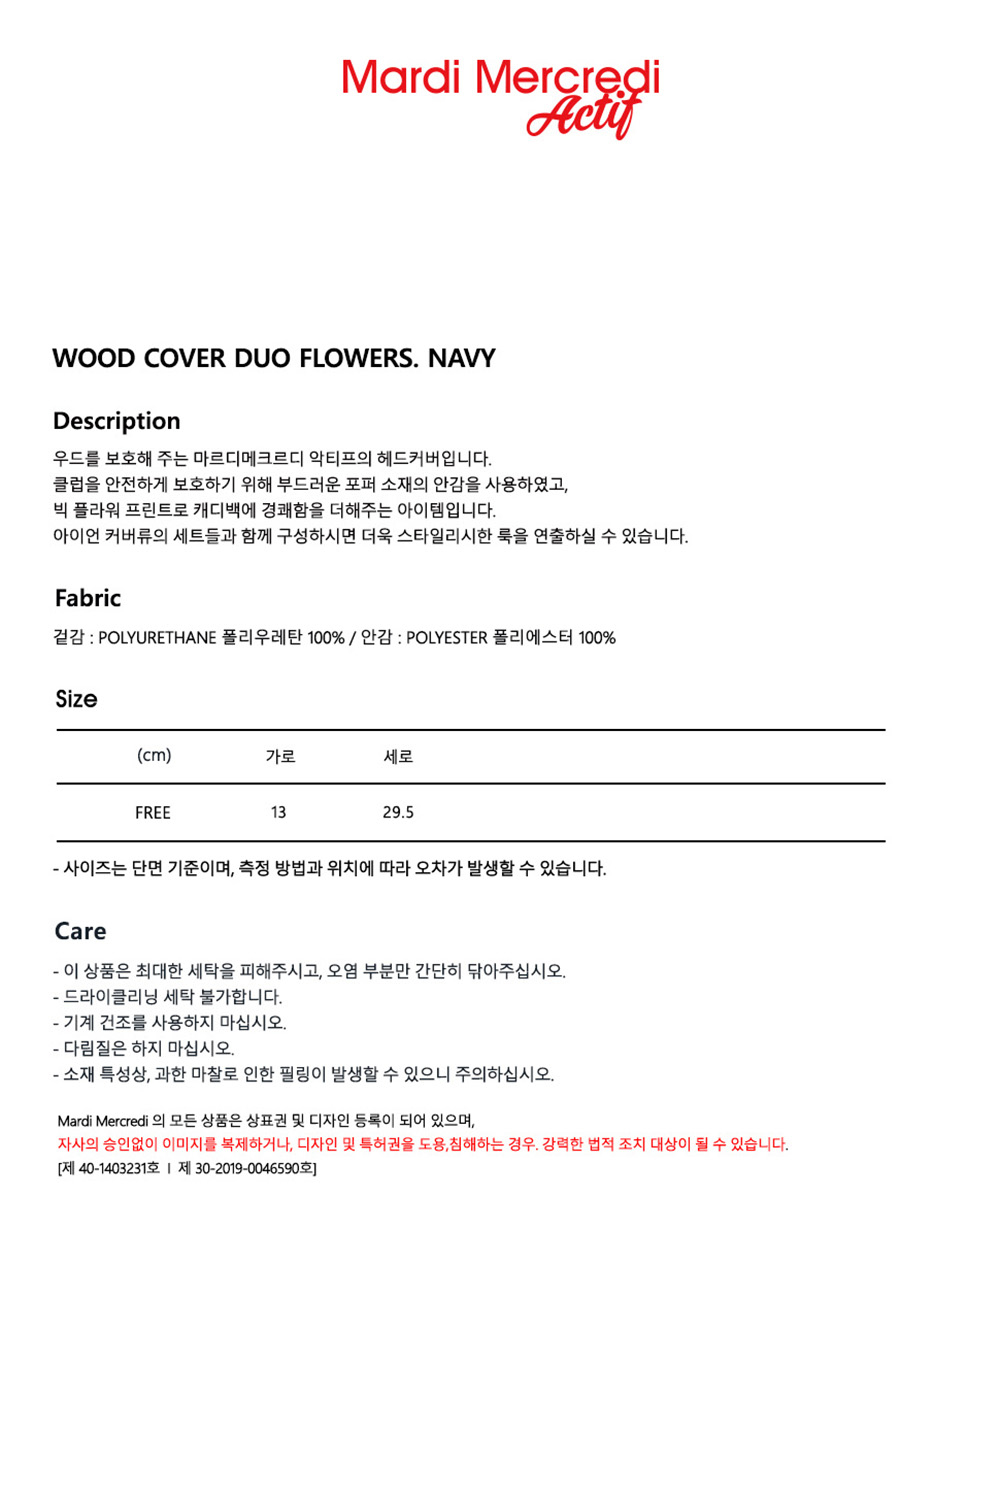 Mardi Mercredi
Actif
WOOD COVER DUO FLOWERS. NAVY
Description
우드를 보호해 주는 마르디메크르디 악티프의 헤드커버입니다.
클럽을 안전하게 보호하기 위해 부드러운 포퍼 소재의 안감을 사용하였고,
빅 플라워 프린트로 캐디백에 경쾌함을 더해주는 아이템입니다.
아이언 커버류의 세트들과 함께 구성하시면 더욱 스타일리시한 룩을 연출하실 수 있습니다.
Fabric
겉감 : POLYURETHANE 폴리우레탄 100% / 안감 : POLYESTER 폴리에스터 100%
Size
(cm) 가로 세로
FREE 13 29.5
- 사이즈는 단면 기준이며, 측정 방법과 위치에 따라 오차가 발생할 수 있습니다.
Care
- 이 상품은 최대한 세탁을 피해주시고, 오염 부분만 간단히 닦아주십시오.
- 드라이클리닝 세탁 불가합니다.
- 기계 건조를 사용하지 마십시오.
- 다림질은 하지 마십시오.
- 소재 특성상, 과한 마찰로 인한 필링이 발생할 수 있으니 주의하십시오.
Mardi Mercredi 의 모든 상품은 상표권 및 디자인 등록이 되어 있으며,
자사의 승인없이 이미지를 복제하거나, 디자인 및 특허권을 도용,침해하는 경우. 강력한 법적 조치 대상이 될 수 있습니다.
[제 40-1403231호 | 제 30-2019-0046590호]